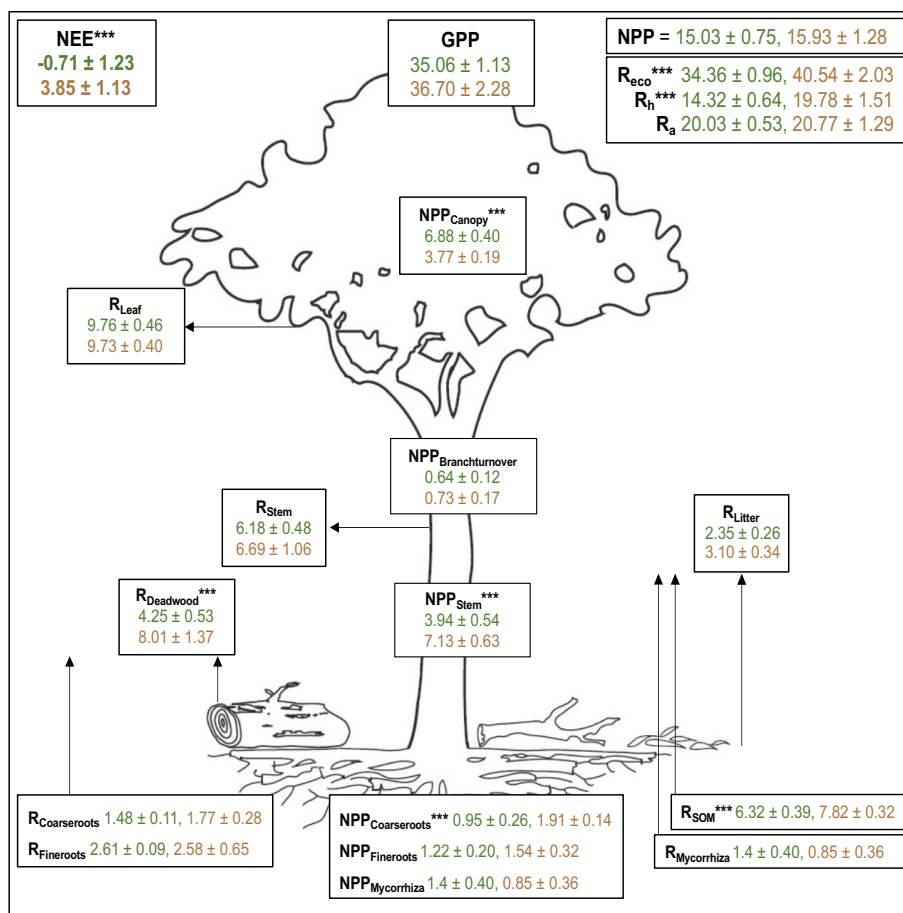 NEE***
-0.71 ± 1.23
3.85 ± 1.13
GPP
35.06 ± 1.13
36.70 ± 2.28
NPP = 15.03 ± 0.75, 15.93 ± 1.28
Reco*** 34.36 ± 0.96, 40.54 ± 2.03
Rh*** 14.32 ± 0.64, 19.78 ± 1.51
Ra 20.03 ± 0.53, 20.77 ± 1.29
NPPCanopy***
6.88 ± 0.40
3.77 ± 0.19
RLeaf
9.76 ± 0.46
9.73 ± 0.40
NPPBranchturnover
0.64 ± 0.12
0.73 ± 0.17
RStem
6.18 ± 0.48
6.69 ± 1.06
RLitter
2.35 ± 0.26
3.10 ± 0.34
RDeadwood***
4.25 ± 0.53
8.01 ± 1.37
NPPStem***
3.94 ± 0.54
7.13 ± 0.63
RCoarseroots 1.48 ± 0.11, 1.77 ± 0.28
RFineroots 2.61 ± 0.09, 2.58 ± 0.65
NPPCoarseroots*** 0.95 ± 0.26, 1.91 ± 0.14
NPPFineroots 1.22 ± 0.20, 1.54 ± 0.32
NPPMycorrhiza 1.4 ± 0.40, 0.85 ± 0.36
RSOM*** 6.32 ± 0.39, 7.82 ± 0.32
RMycorrhiza 1.4 ± 0.40, 0.85 ± 0.36